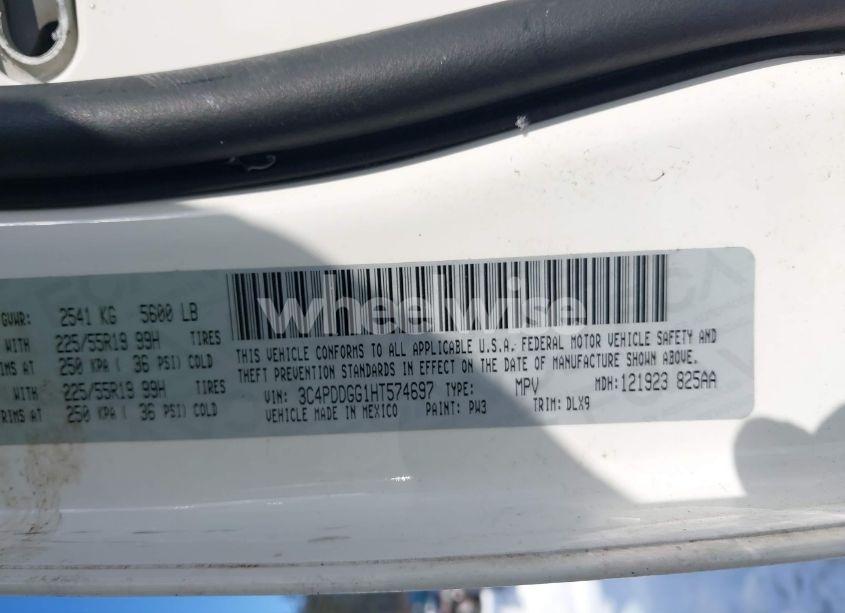 GVWR: 2541 KG 5600 LB
WITH 225/55R19 99H TIRES
RIMS AT 250 KPA ( 36 PSI) COLD
WITH 225/55R19 99H TIRES
RIMS AT 250 KPA ( 36 PSI) COLD
wheelwise
THIS VEHICLE CONFORMS TO ALL APPLICABLE U.S.A. FEDERAL MOTOR VEHICLE SAFETY AND
THEFT PREVENTION STANDARDS IN EFFECT ON THE DATE OF MANUFACTURE SHOWN ABOVE.
VIN: 3C4PDDGG1HT574697 TYPE: MPV MDH: 121923 825AA
VEHICLE MADE IN MEXICO PAINT: PW3 TRIM: DLX9